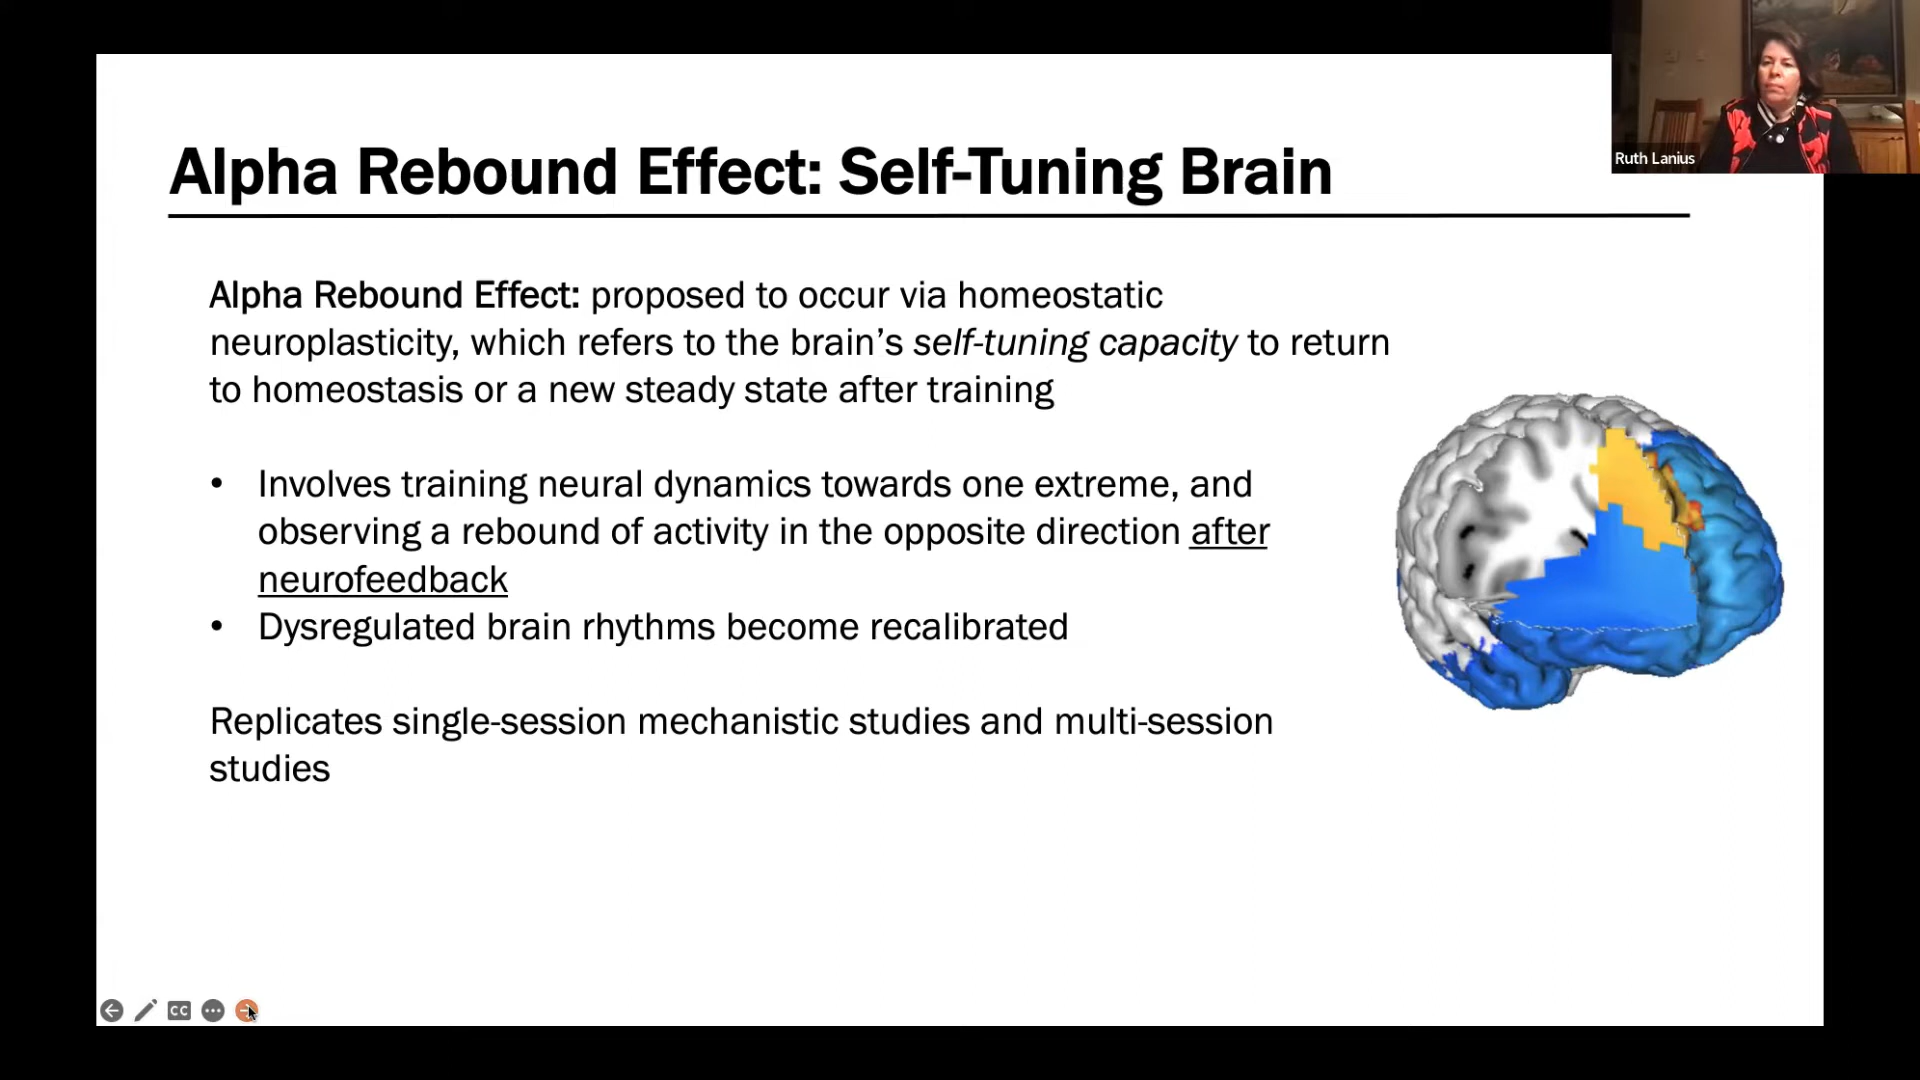 Ruth Lanius
Alpha Rebound Effect: Self-Tuning Brain
Alpha Rebound Effect: proposed to occur via homeostatic
neuroplasticity, which refers to the brain’s self-tuning capacity to return
to homeostasis or a new steady state after training
• Involves training neural dynamics towards one extreme, and
observing a rebound of activity in the opposite direction after
neurofeedback
• Dysregulated brain rhythms become recalibrated
Replicates single-session mechanistic studies and multi-session
studies
CC